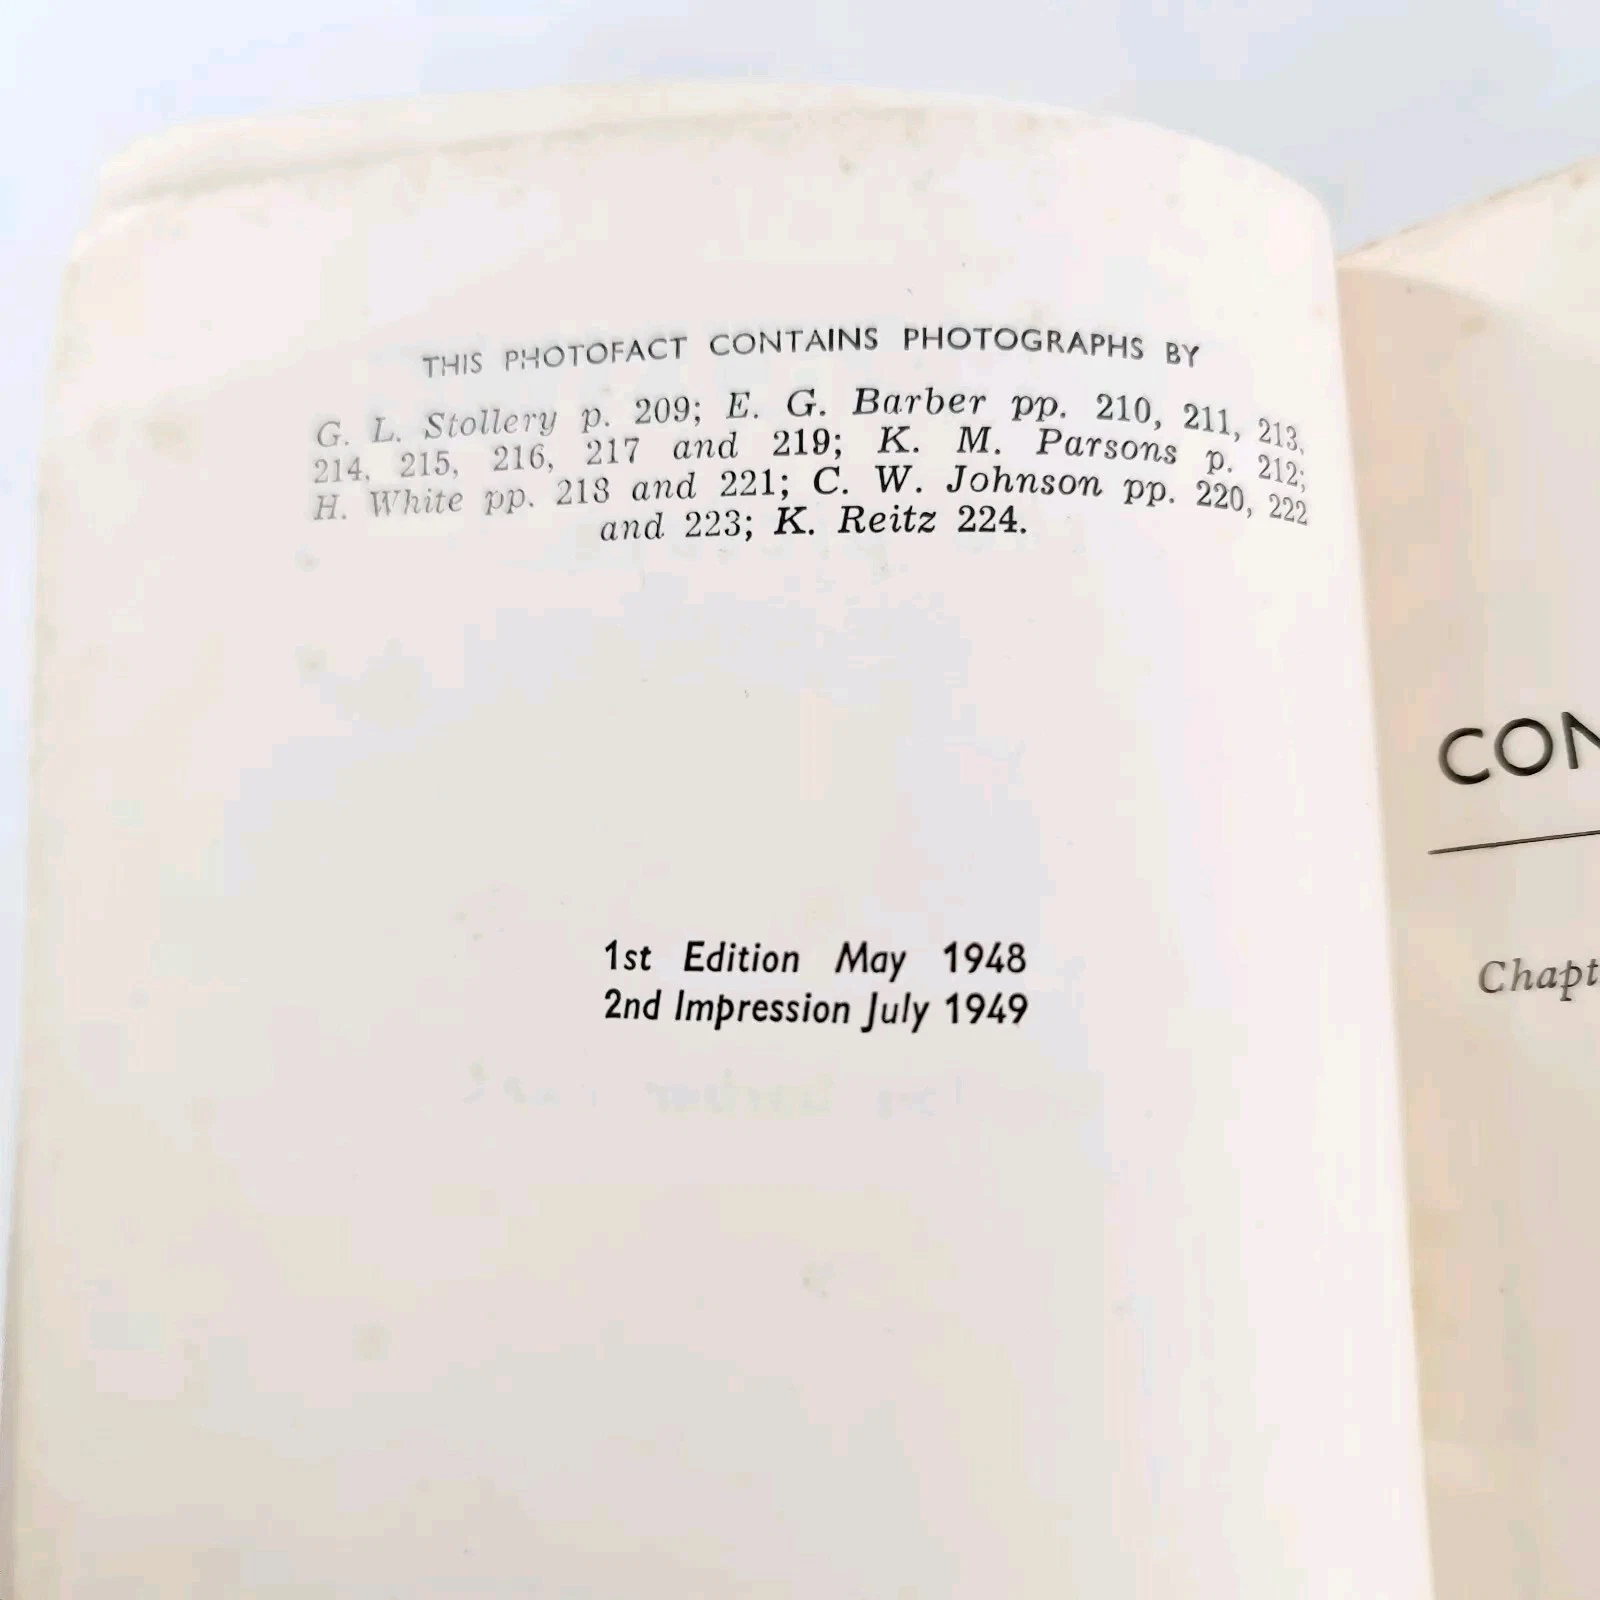 THIS PHOTOFACT CONTAINS PHOTOGRAPHS BY
G. L. Stollery p. 209; E. G. Barber pp. 210, 211, 213,
214, 215, 216, 217 and 219; K. M. Parsons p. 212;
H. White pp. 218 and 221; C. W. Johnson pp. 220, 222
and 223; K. Reitz 224.
1st Edition May 1948
2nd Impression July 1949
CON
Chapt